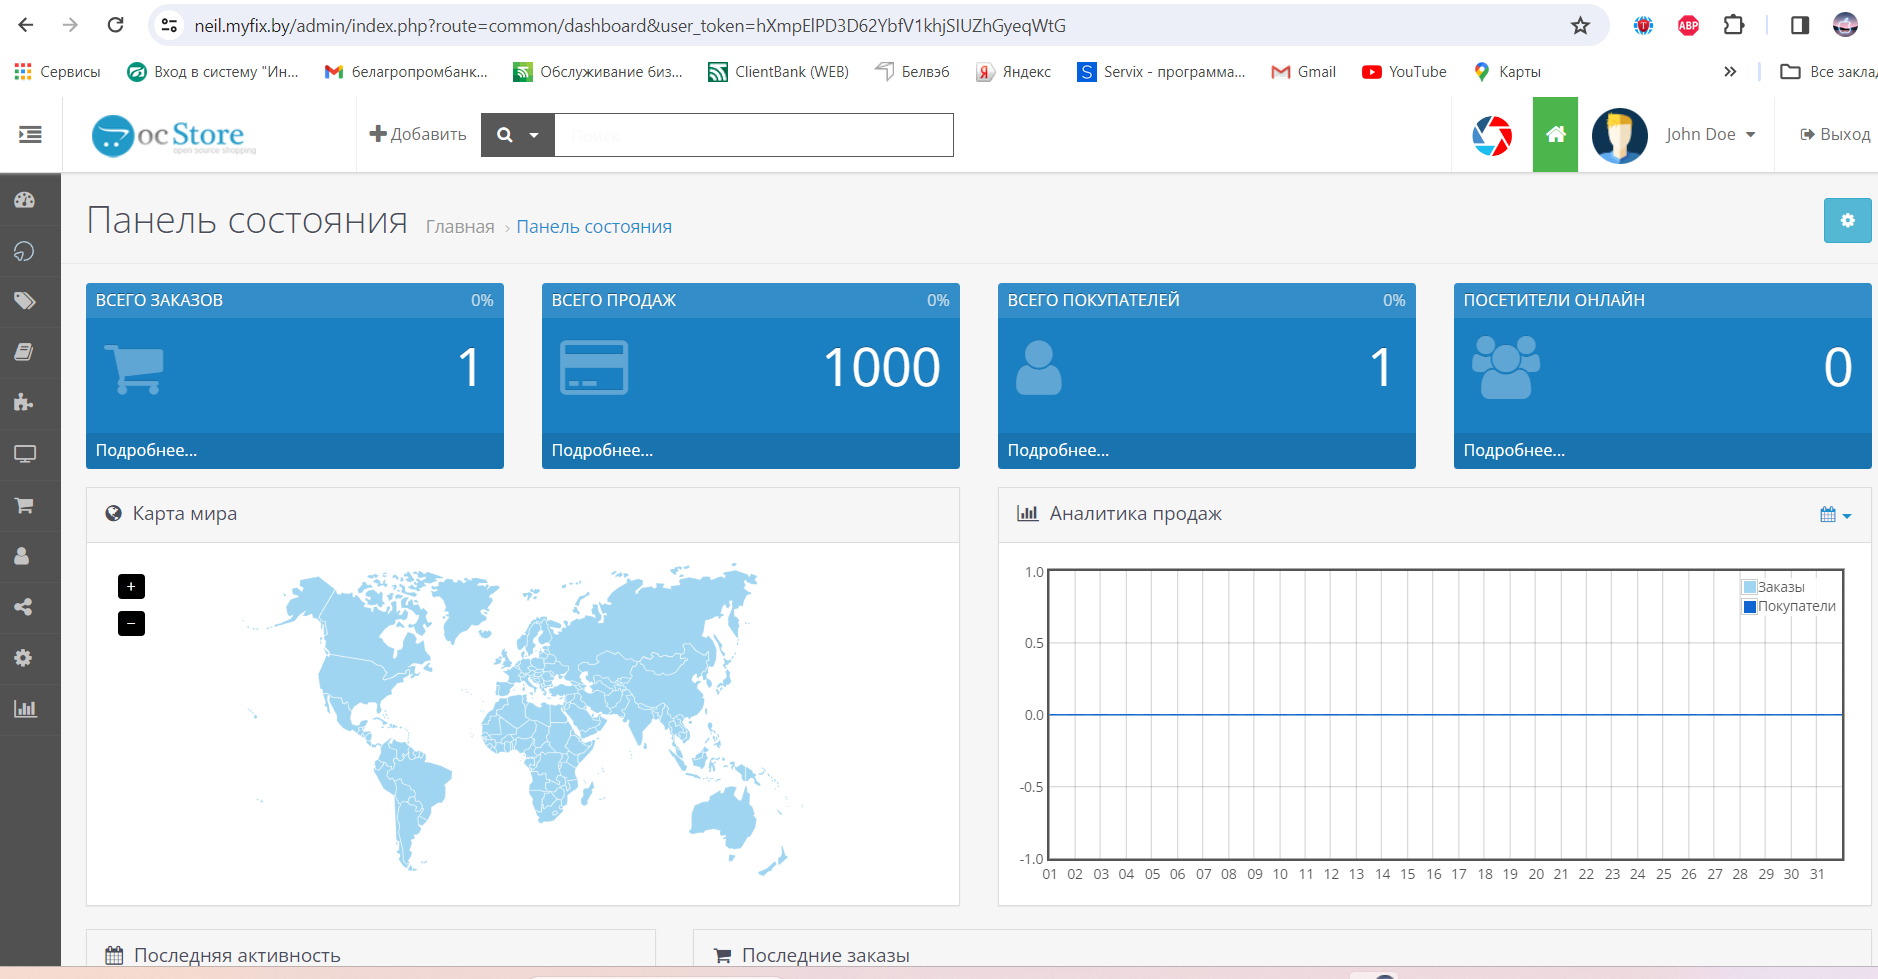 neil.myfix.by/admin/index.php?route=common/dashboard&user_token=hXmpElPD3D62YbfV1khjSIUZhGyeqWtG
ABP
Сервисы Вход в систему "Ин... белагропромбанк... Обслуживание биз... ClientBank (WEB) Белвэб Яндекс Servix - программа... Gmail YouTube Карты Все закла
ocStore
open source shopping
Добавить
John Doe
Выход
Панель состояния Главная › Панель состояния
ВСЕГО ЗАКАЗОВ 0%
1
Подробнее...
ВСЕГО ПРОДАЖ 0%
1000
Подробнее...
ВСЕГО ПОКУПАТЕЛЕЙ 0%
1
Подробнее...
ПОСЕТИТЕЛИ ОНЛАЙН
0
Подробнее...
Карта мира
+
−
Аналитика продаж
Заказы
Покупатели
1.0
0.5
0.0
-0.5
-1.0
01 02 03 04 05 06 07 08 09 10 11 12 13 14 15 16 17 18 19 20 21 22 23 24 25 26 27 28 29 30 31
Последняя активность
Последние заказы